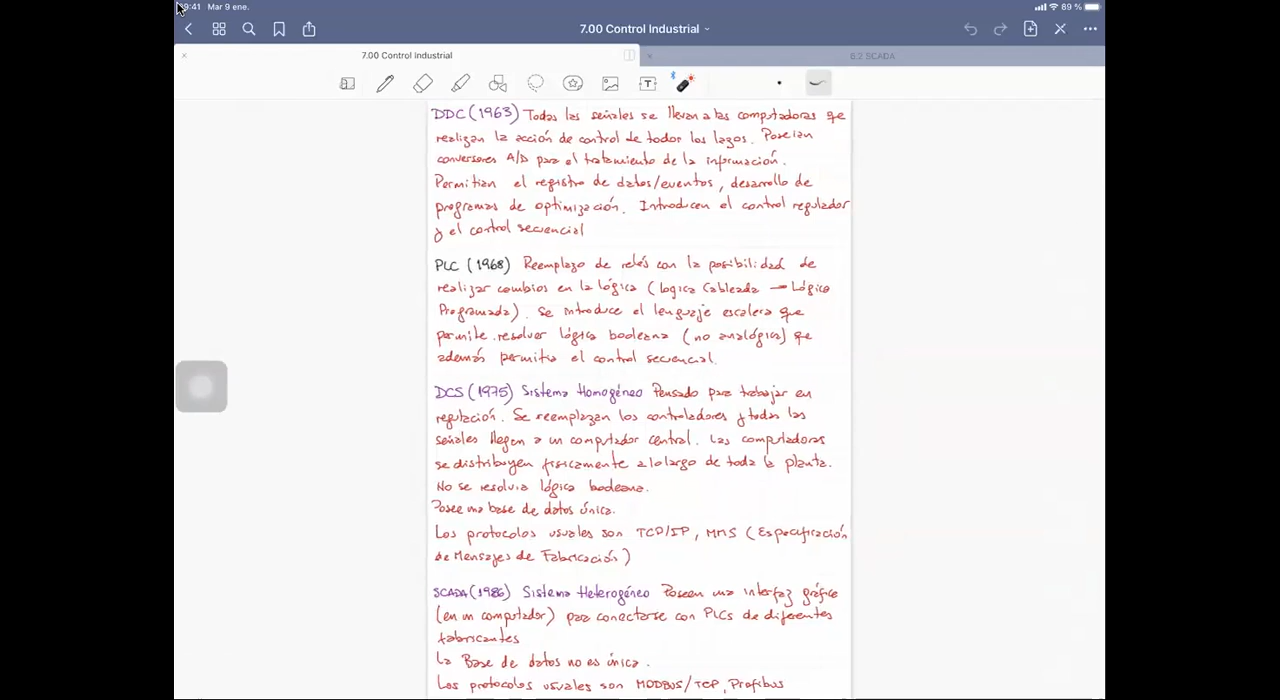 09:41 Mar 9 ene.
69 %
7.00 Control Industrial
7.00 Control Industrial
6.2 SCADA
DDC (1963) Todas las señales se llevan a las computadoras que
realizan la acción de control de todos los lazos. Poseían
conversores A/D para el tratamiento de la información.
Permitían el registro de datos/eventos, desarrollo de
programas de optimización. Introducen el control regulador
y el control secuencial
PLC (1968) Reemplazo de relés con la posibilidad de
realizar cambios en la lógica (Logica Cableada → Lógica
Programada). Se introduce el lenguaje escalera que
permite resolver lógica booleana (no analógica) que
además permitia el control secuencial.
DCS (1975) Sistema Homogéneo Pensado para trabajar en
regulación. Se reemplazan los controladores y todas las
señales llegan a un computador central. Las computadoras
se distribuyen fisicamente a lo largo de toda la planta.
No se resolvia lógica booleana.
Posee una base de datos única.
Los protocolos usuales son TCP/IP, MMS (Especificación
de Mensajes de Fabricación)
SCADA (1986) Sistema Heterogéneo Poseen una interfaz gráfica
(en un computador) para conectarse con PLCs de diferentes
fabricantes
La Base de datos no es única.
Los protocolos usuales son MODBUS/TCP, Profibus